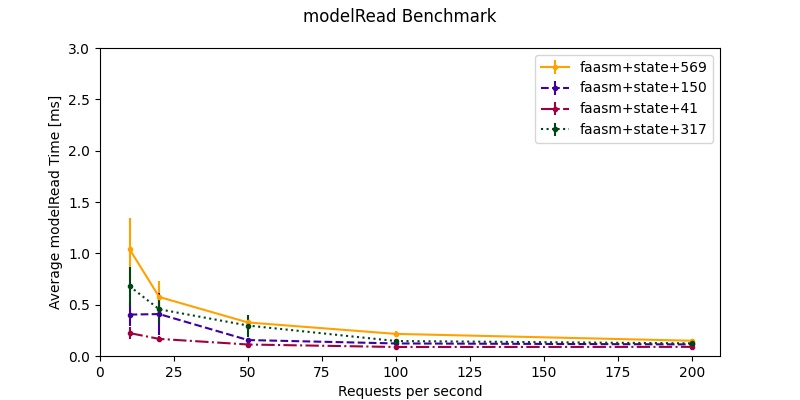 modelRead Benchmark
3.0
2.5
2.0
1.5
1.0
0.5
0.0
Average modelRead Time [ms]
faasm+state+569
faasm+state+150
faasm+state+41
faasm+state+317
0 25 50 75 100 125 150 175 200
Requests per second